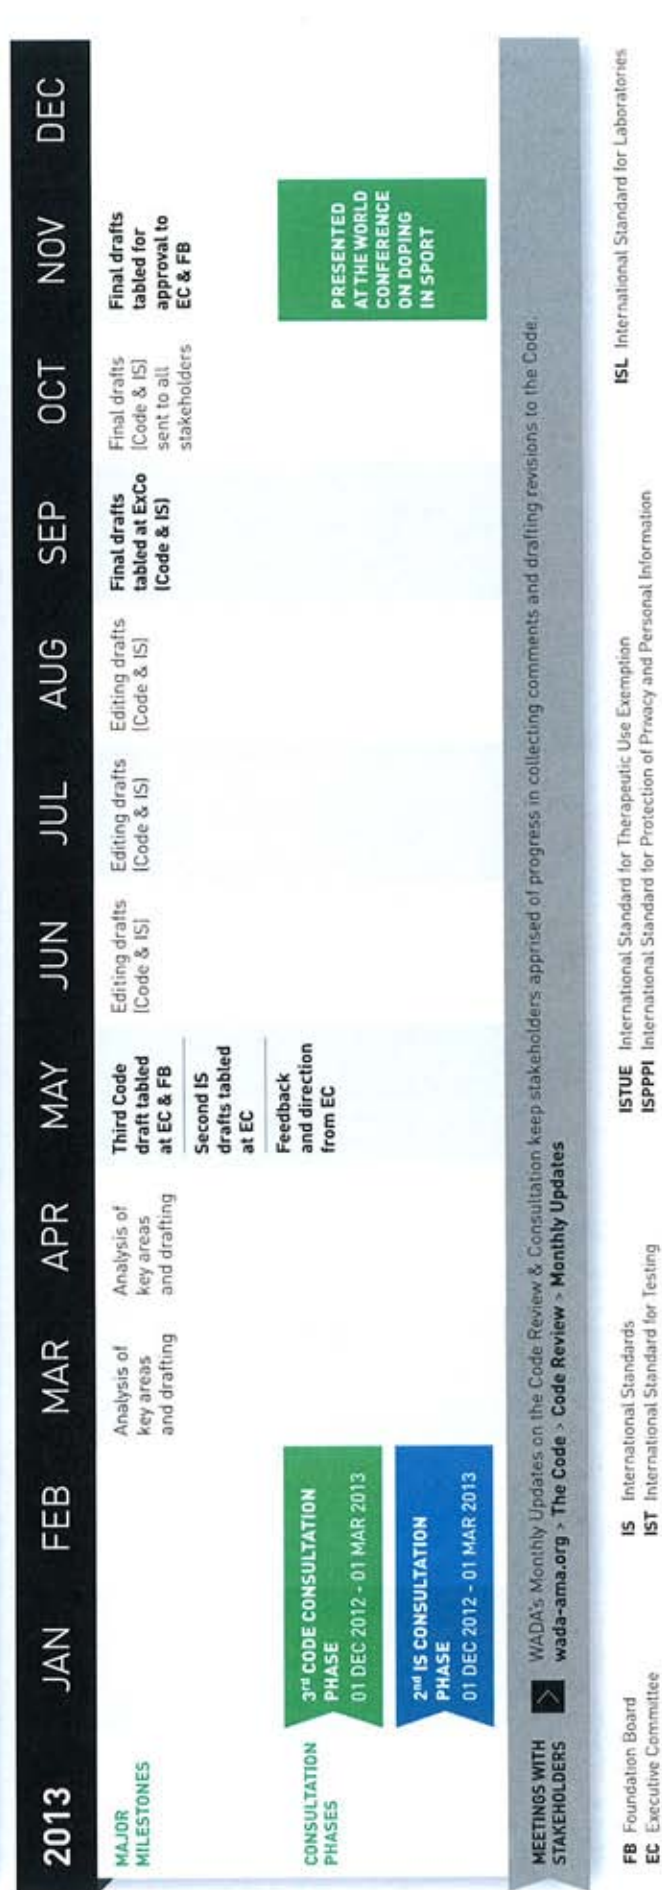 2013 JAN FEB MAR APR MAY JUN JUL AUG SEP OCT NOV DEC
MAJOR
MILESTONES
Analysis of
key areas
and drafting
Analysis of
key areas
and drafting
Third Code
draft tabled
at EC & FB
Second IS
drafts tabled
at EC
Feedback
and direction
from EC
Editing drafts
(Code & IS)
Editing drafts
(Code & IS)
Editing drafts
(Code & IS)
Final drafts
tabled at ExCo
(Code & IS)
Final drafts
(Code & IS)
sent to all
stakeholders
Final drafts
tabled for
approval to
EC & FB
CONSULTATION
PHASES
3rd CODE CONSULTATION
PHASE
01 DEC 2012 - 01 MAR 2013
2nd IS CONSULTATION
PHASE
01 DEC 2012 - 01 MAR 2013
PRESENTED
AT THE WORLD
CONFERENCE
ON DOPING
IN SPORT
MEETINGS WITH
STAKEHOLDERS
WADA's Monthly Updates on the Code Review & Consultation keep stakeholders apprised of progress in collecting comments and drafting revisions to the Code.
wada-ama.org > The Code > Code Review > Monthly Updates
FB Foundation Board
EC Executive Committee
IS International Standards
IST International Standard for Testing
ISTUE International Standard for Therapeutic Use Exemption
ISPPPI International Standard for Protection of Privacy and Personal Information
ISL International Standard for Laboratories